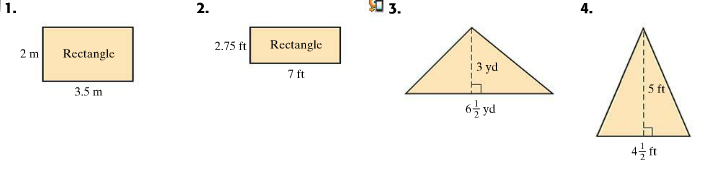 1.
2 m
Rectangle
3.5 m
2.
2.75 ft
Rectangle
7 ft
3.
3 yd
6 1/2 yd
4.
5 ft
4 1/2 ft